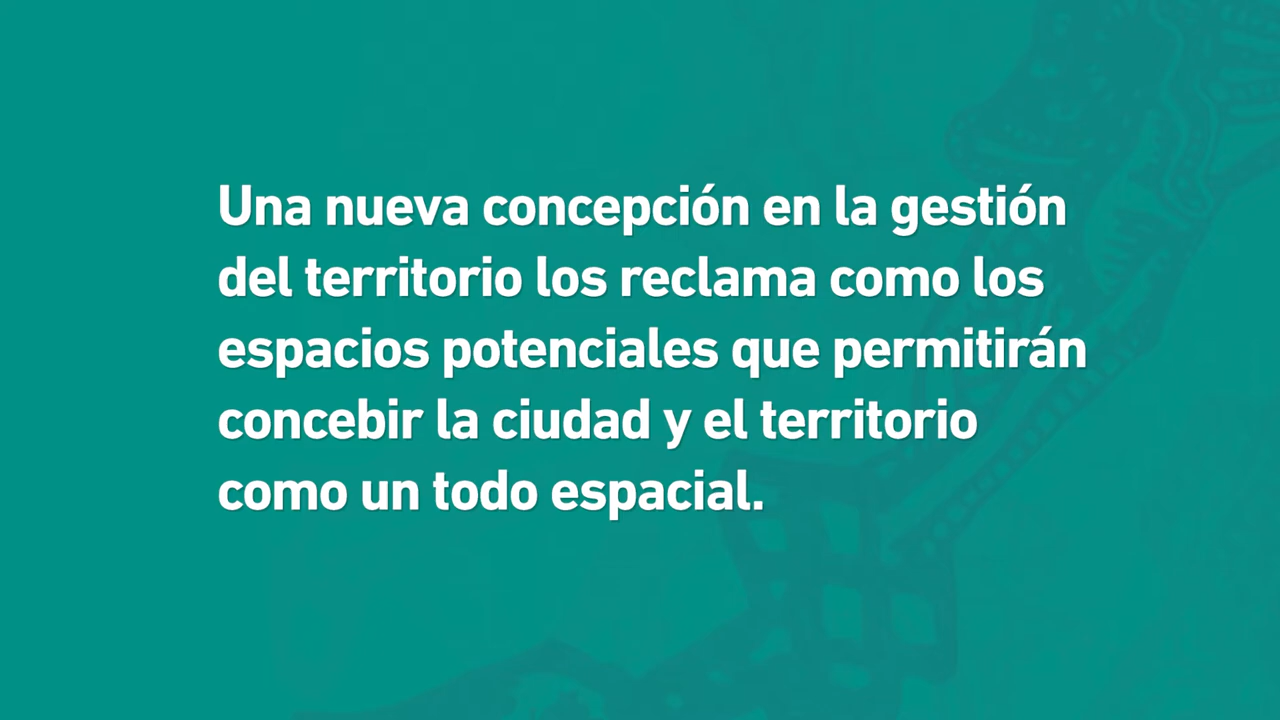 Una nueva concepción en la gestión
del territorio los reclama como los
espacios potenciales que permitirán
concebir la ciudad y el territorio
como un todo espacial.